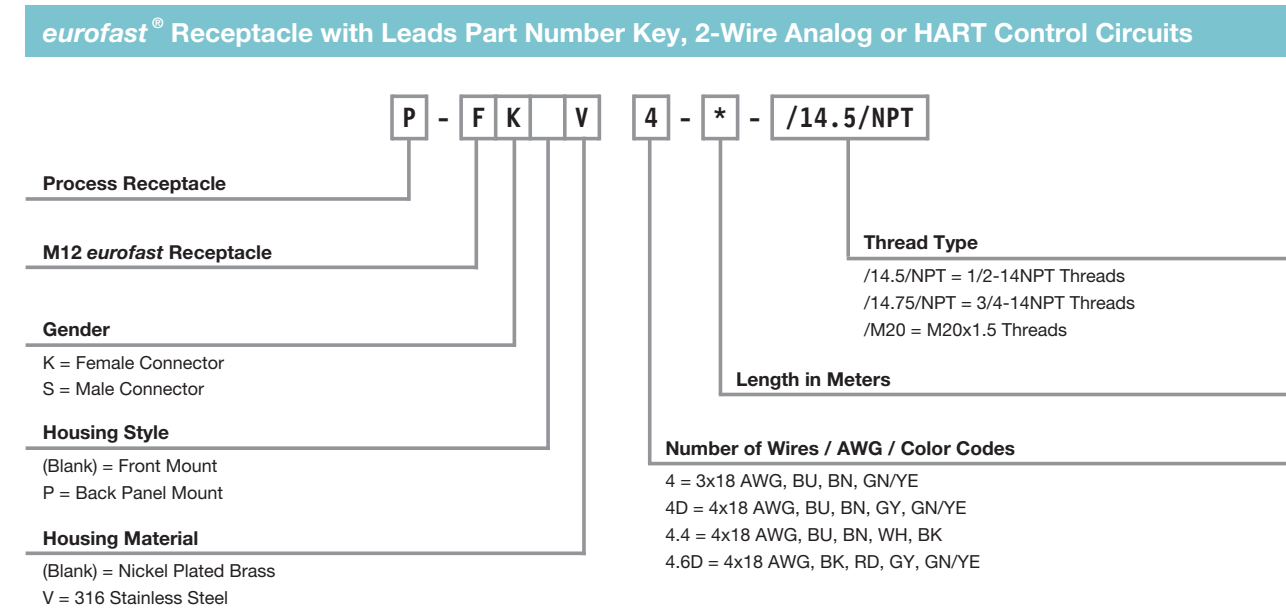 eurofast® Receptacle with Leads Part Number Key, 2-Wire Analog or HART Control Circuits
P - F K V 4 - * - /14.5/NPT
Process Receptacle
M12 eurofast Receptacle
Gender
K = Female Connector
S = Male Connector
Housing Style
(Blank) = Front Mount
P = Back Panel Mount
Housing Material
(Blank) = Nickel Plated Brass
V = 316 Stainless Steel
Thread Type
/14.5/NPT = 1/2-14NPT Threads
/14.75/NPT = 3/4-14NPT Threads
/M20 = M20x1.5 Threads
Length in Meters
Number of Wires / AWG / Color Codes
4 = 3x18 AWG, BU, BN, GN/YE
4D = 4x18 AWG, BU, BN, GY, GN/YE
4.4 = 4x18 AWG, BU, BN, WH, BK
4.6D = 4x18 AWG, BK, RD, GY, GN/YE